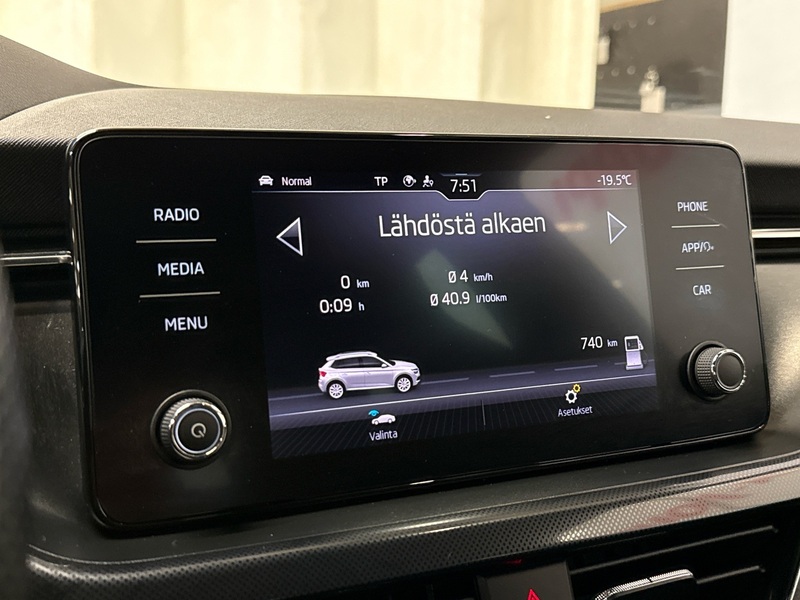 Normal TP 7:51 -19.5°C
RADIO
MEDIA
MENU
Lähdöstä alkaen
0 km Ø 4 km/h
0:09 h Ø 40.9 l/100km
740 km
Valinta Asetukset
PHONE
APP/
CAR